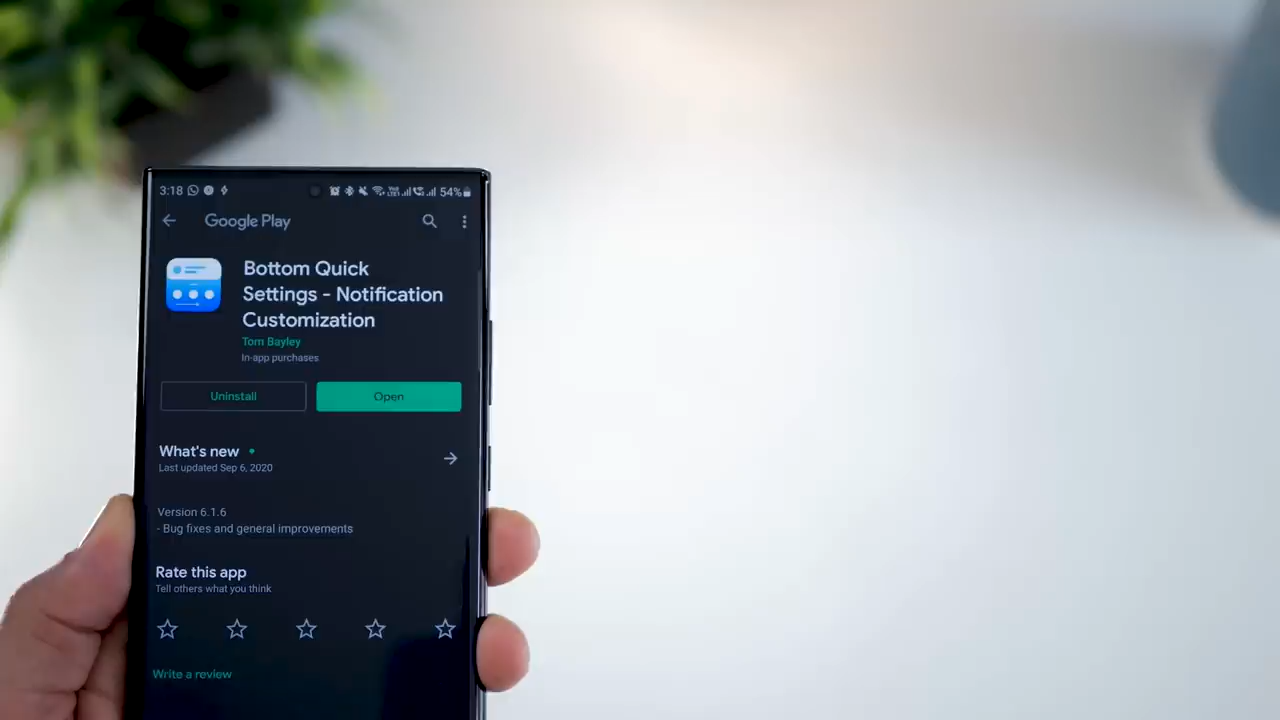 3:18 54%
Google Play
Bottom Quick
Settings - Notification
Customization
Tom Bayley
In-app purchases
Uninstall Open
What's new
Last updated Sep 6, 2020
Version 6.1.6
- Bug fixes and general improvements
Rate this app
Tell others what you think
Write a review